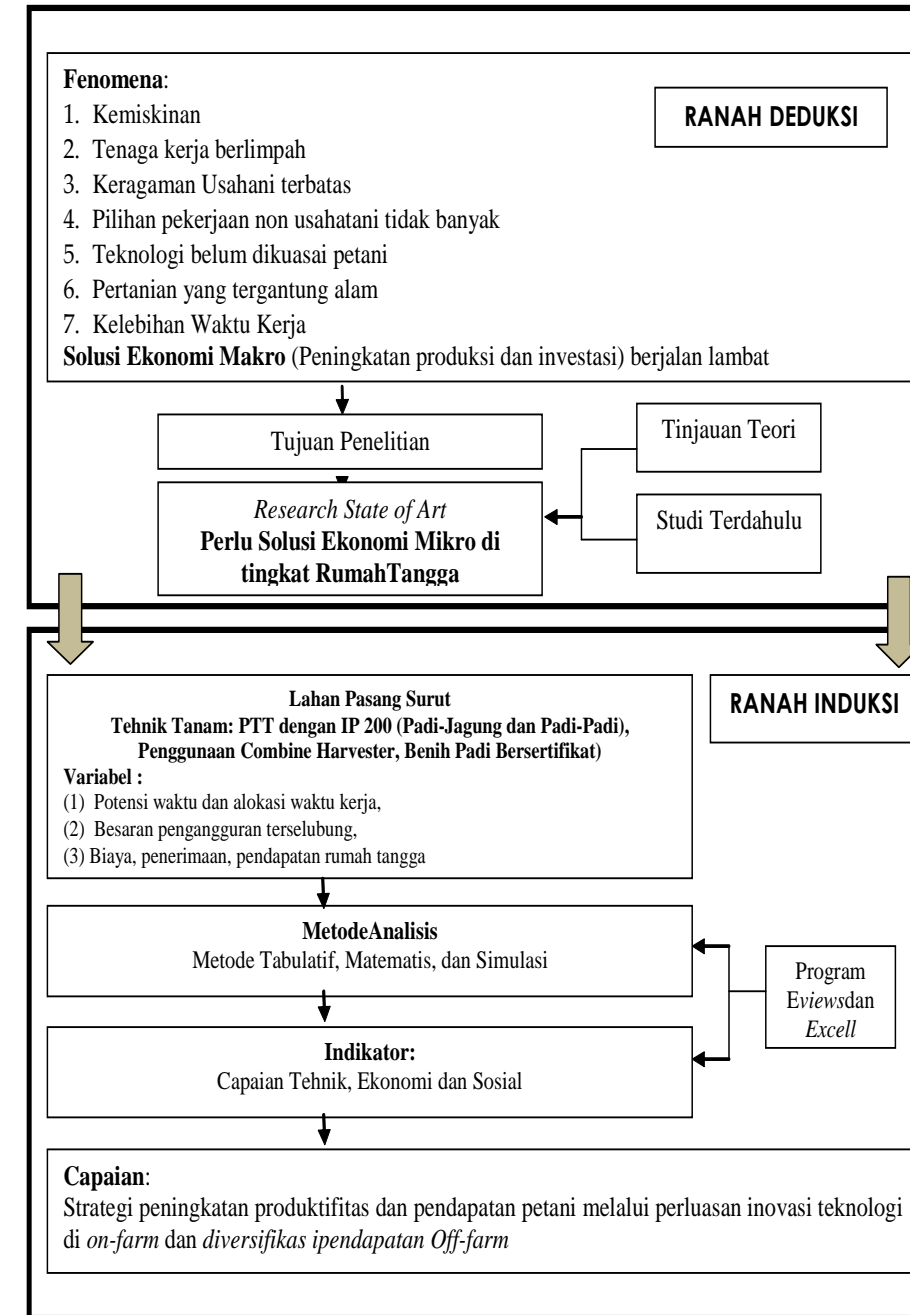 Fenomena:
RANAH DEDUKSI
1. Kemiskinan
2. Tenaga kerja berlimpah
3. Keragaman Usahani terbatas
4. Pilihan pekerjaan non usahatani tidak banyak
5. Teknologi belum dikuasai petani
6. Pertanian yang tergantung alam
7. Kelebihan Waktu Kerja
Solusi Ekonomi Makro (Peningkatan produksi dan investasi) berjalan lambat
Tujuan Penelitian
Tinjauan Teori
Research State of Art
Perlu Solusi Ekonomi Mikro di
tingkat RumahTangga
Studi Terdahulu
Lahan Pasang Surut
Tehnik Tanam: PTT dengan IP 200 (Padi-Jagung dan Padi-Padi),
Penggunaan Combine Harvester, Benih Padi Bersertifikat)
Variabel :
(1) Potensi waktu dan alokasi waktu kerja,
(2) Besaran pengangguran terselubung,
(3) Biaya, penerimaan, pendapatan rumah tangga
RANAH INDUKSI
MetodeAnalisis
Metode Tabulatif, Matematis, dan Simulasi
Program
Eviewsdan
Excell
Indikator:
Capaian Tehnik, Ekonomi dan Sosial
Capaian:
Strategi peningkatan produktifitas dan pendapatan petani melalui perluasan inovasi teknologi
di on-farm dan diversifikas ipendapatan Off-farm